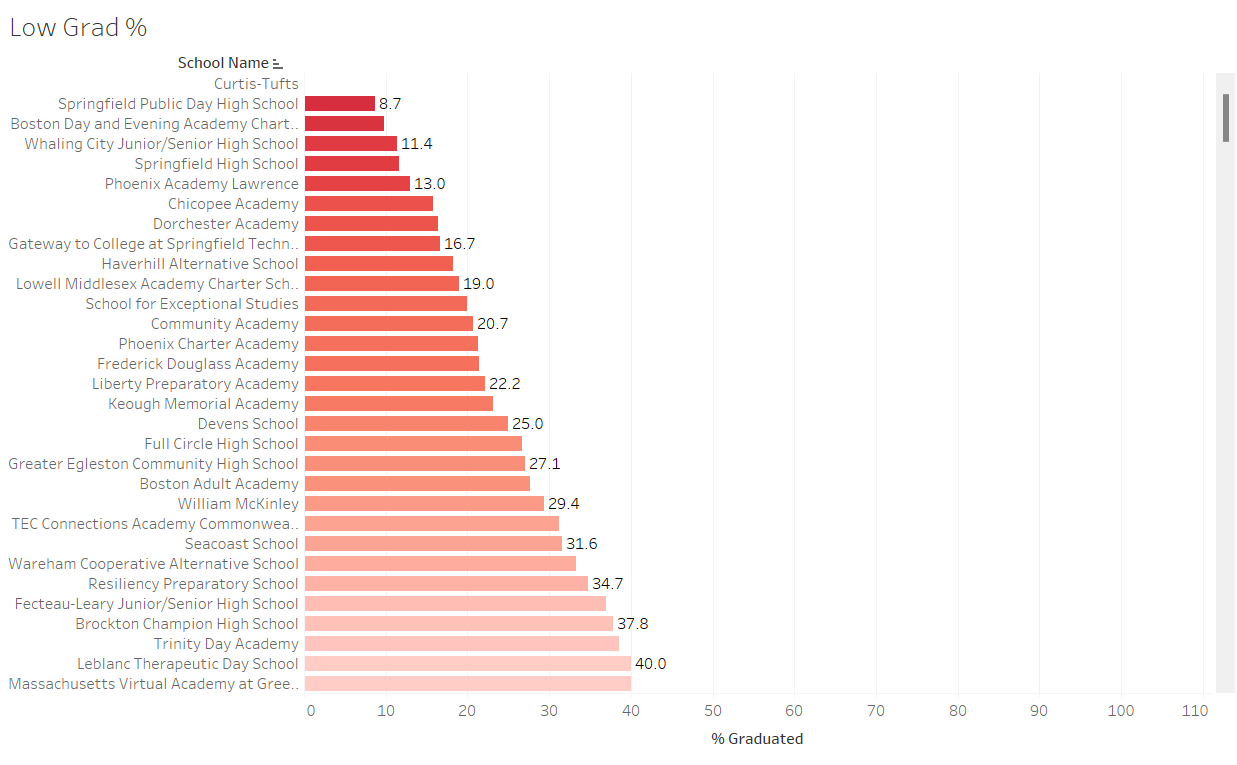 Low Grad %
School Name
Curtis-Tufts
Springfield Public Day High School 8.7
Boston Day and Evening Academy Chart..
Whaling City Junior/Senior High School 11.4
Springfield High School
Phoenix Academy Lawrence 13.0
Chicopee Academy
Dorchester Academy
Gateway to College at Springfield Techn.. 16.7
Haverhill Alternative School
Lowell Middlesex Academy Charter Sch.. 19.0
School for Exceptional Studies
Community Academy 20.7
Phoenix Charter Academy
Frederick Douglass Academy
Liberty Preparatory Academy 22.2
Keough Memorial Academy
Devens School 25.0
Full Circle High School
Greater Egleston Community High School 27.1
Boston Adult Academy
William McKinley 29.4
TEC Connections Academy Commonwea..
Seacoast School 31.6
Wareham Cooperative Alternative School
Resiliency Preparatory School 34.7
Fecteau-Leary Junior/Senior High School
Brockton Champion High School 37.8
Trinity Day Academy
Leblanc Therapeutic Day School 40.0
Massachusetts Virtual Academy at Gree..
0 10 20 30 40 50 60 70 80 90 100 110
% Graduated